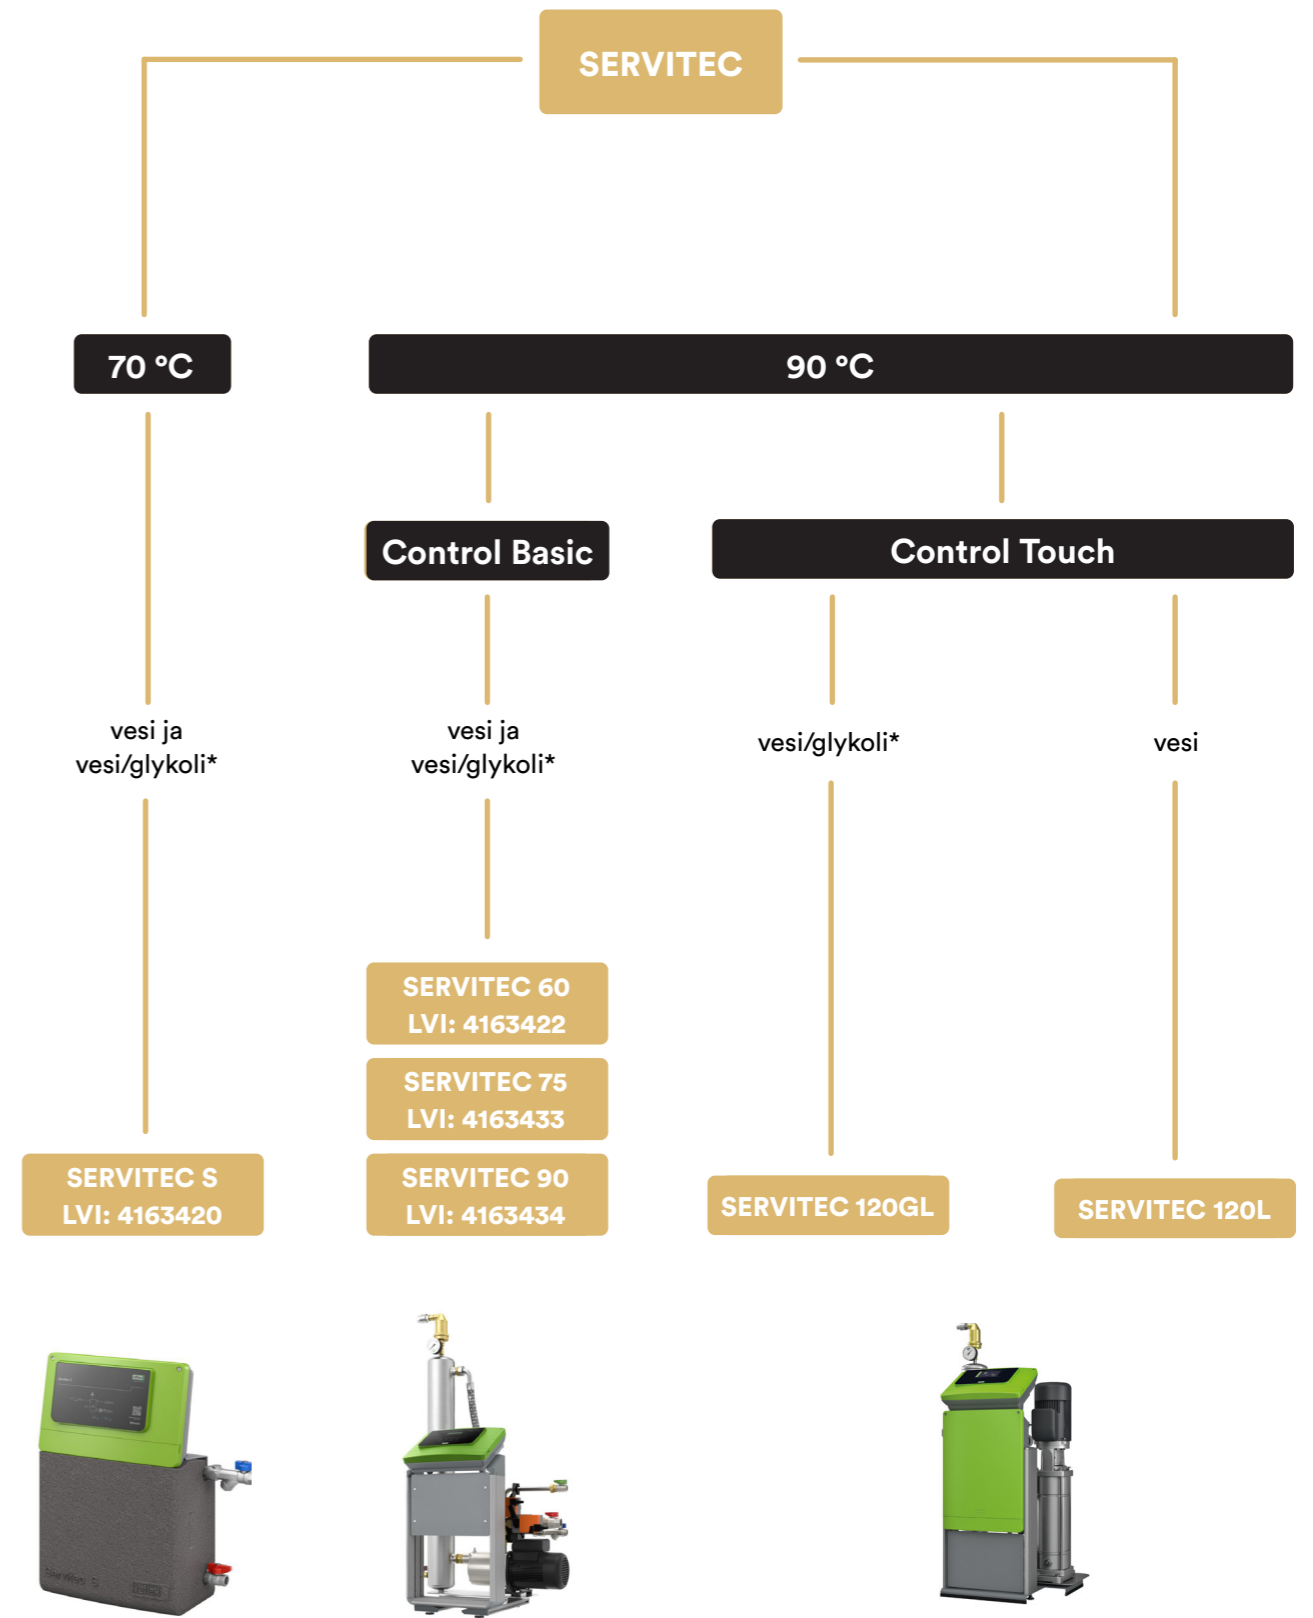 SERVITEC
70 °C
90 °C
Control Basic
Control Touch
vesi ja
vesi/glykoli*
vesi ja
vesi/glykoli*
vesi/glykoli*
vesi
SERVITEC 60
LVI: 4163422
SERVITEC 75
LVI: 4163433
SERVITEC S
LVI: 4163420
SERVITEC 90
LVI: 4163434
SERVITEC 120GL
SERVITEC 120L
Servitec S